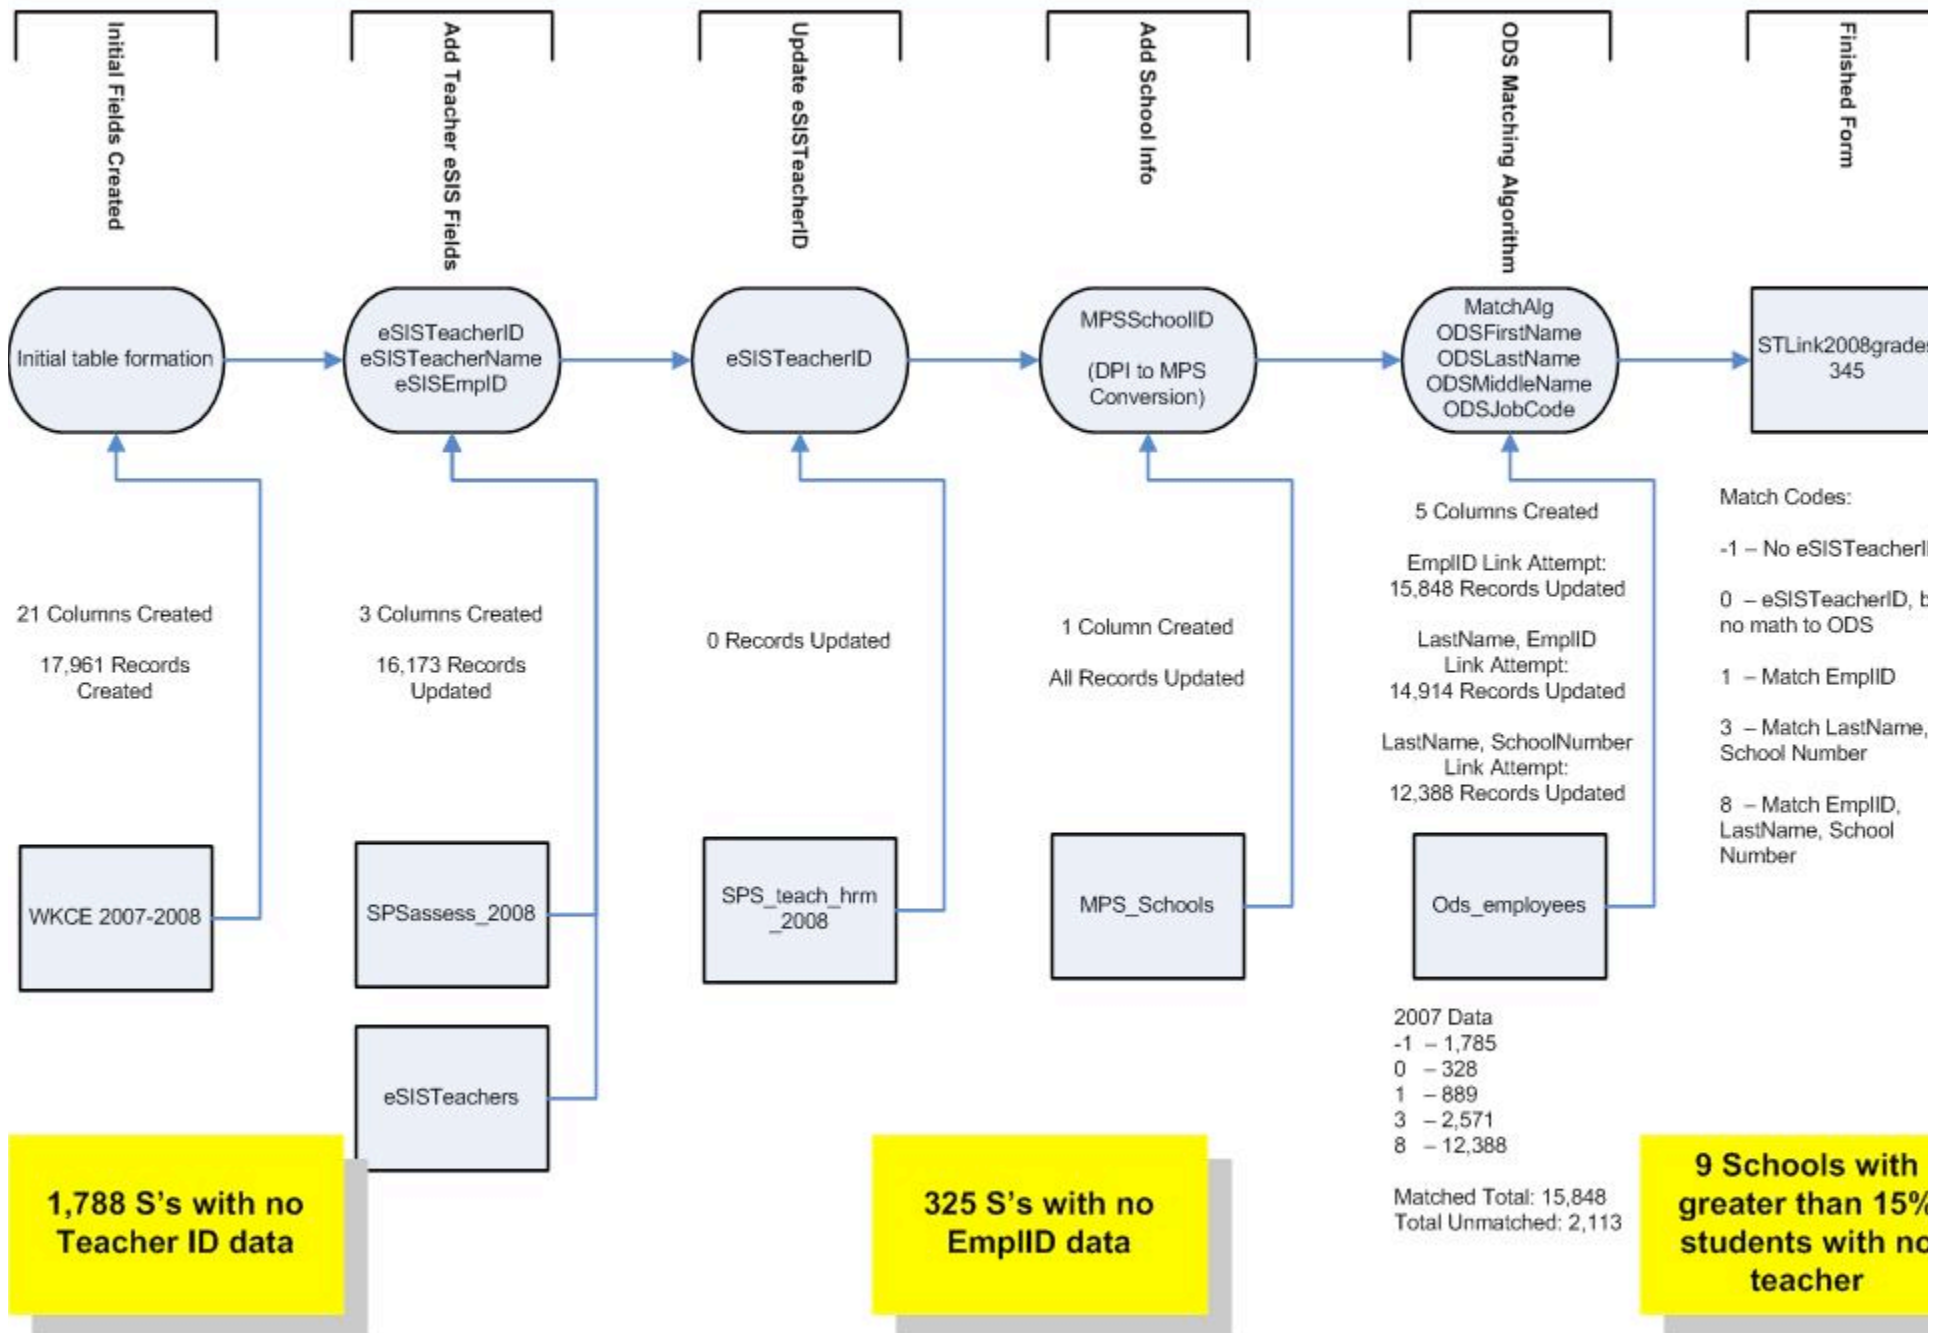 Initial Fields Created
Add Teacher eSIS Fields
Update eSISTeacherID
Add School Info
ODS Matching Algorithm
Finished Form
Initial table formation
eSISTeacherID
eSISTeacherName
eSISEmpID
eSISTeacherID
MPSSchoolID
(DPI to MPS
Conversion)
MatchAlg
ODSFirstName
ODSLastName
ODSMiddleName
ODSJobCode
STLink2008grades
345
21 Columns Created
17,961 Records
Created
3 Columns Created
16,173 Records
Updated
0 Records Updated
1 Column Created
All Records Updated
5 Columns Created
EmplID Link Attempt:
15,848 Records Updated
LastName, EmplID
Link Attempt:
14,914 Records Updated
LastName, SchoolNumber
Link Attempt:
12,388 Records Updated
Match Codes:
-1 – No eSISTeacherI
0 – eSISTeacherID, b
no math to ODS
1 – Match EmplID
3 – Match LastName,
School Number
8 – Match EmplID,
LastName, School
Number
WKCE 2007-2008
SPSassess_2008
eSISTeachers
SPS_teach_hrm
_2008
MPS_Schools
Ods_employees
2007 Data
-1 – 1,785
0 – 328
1 – 889
3 – 2,571
8 – 12,388
Matched Total: 15,848
Total Unmatched: 2,113
1,788 S's with no
Teacher ID data
325 S's with no
EmplID data
9 Schools with
greater than 15%
students with no
teacher